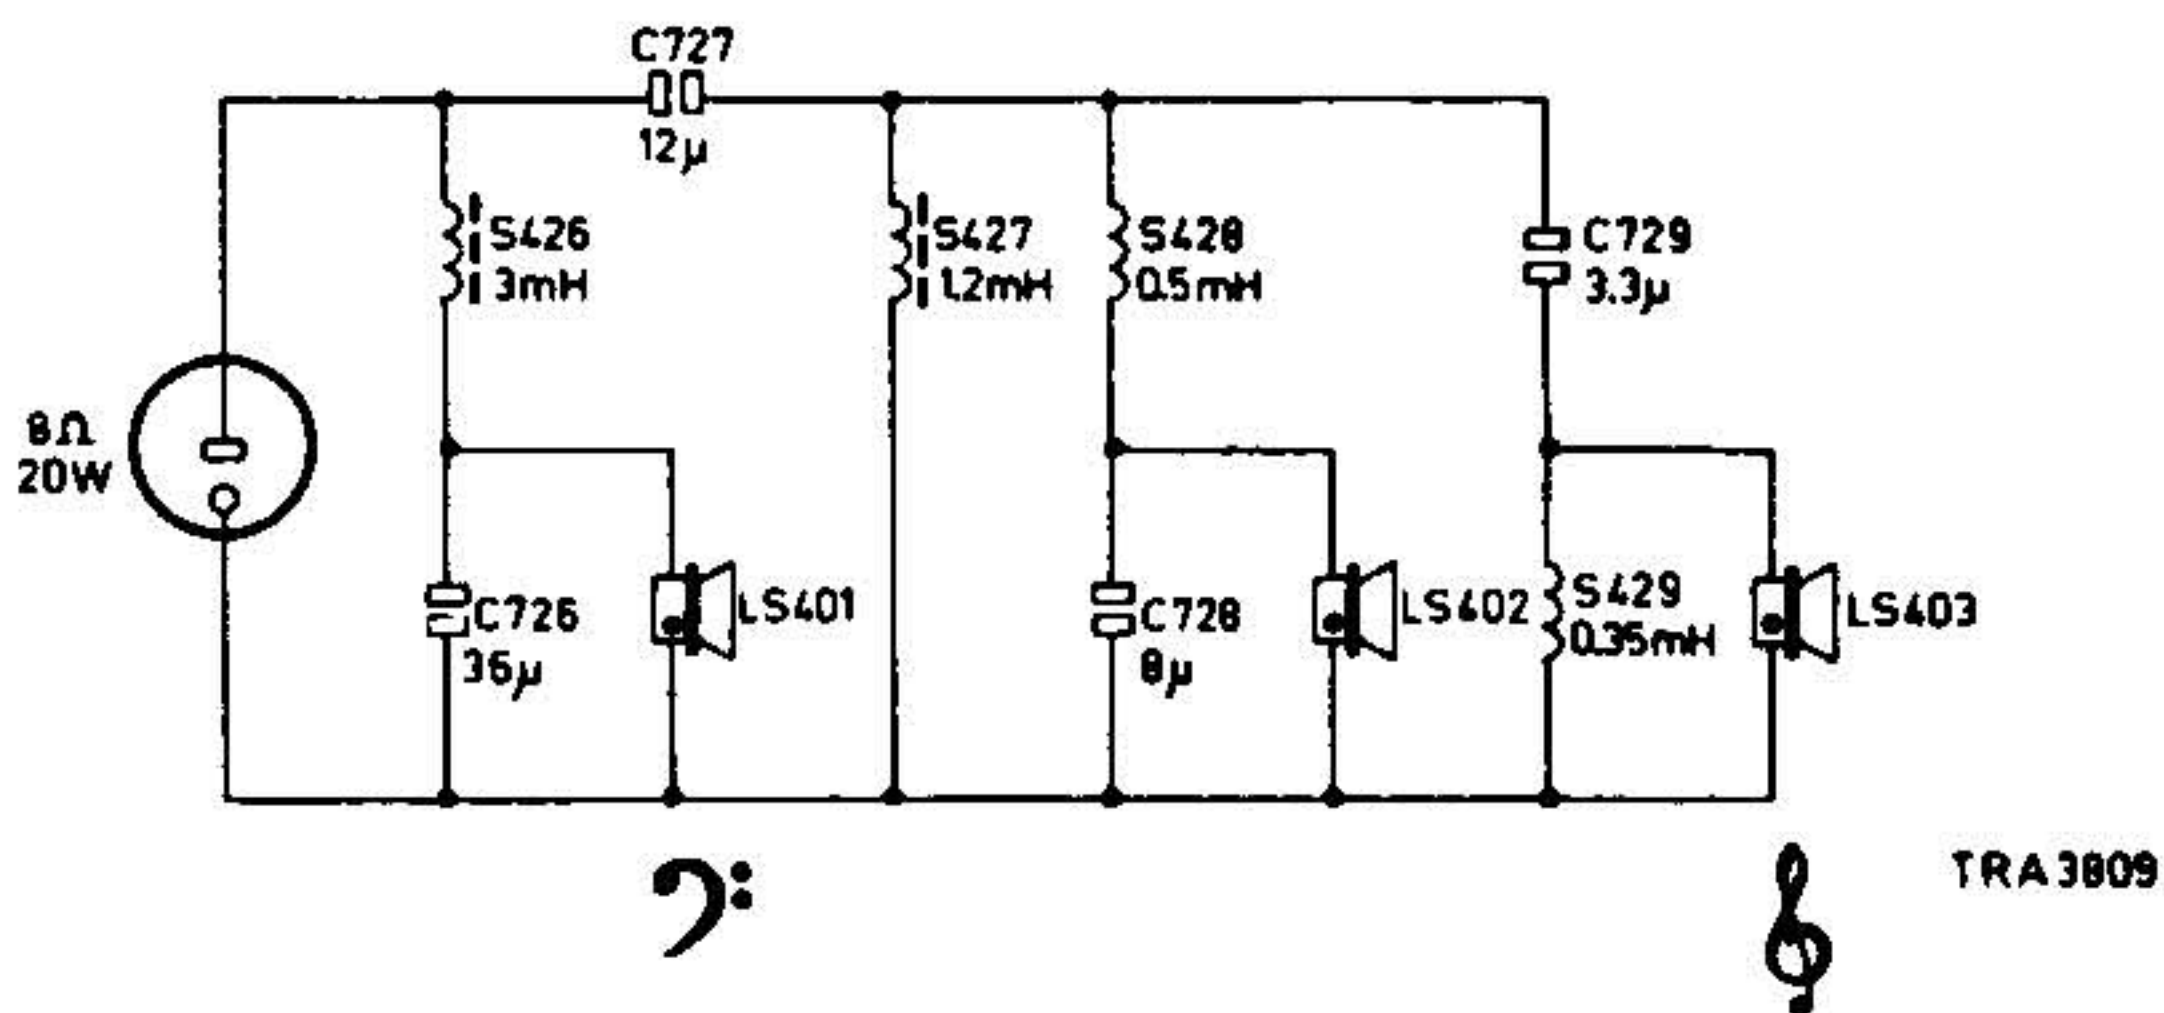 C727
12µ
S426
3mH
S427
1.2mH
S428
0.5mH
C729
3.3µ
8Ω
20W
C726
36µ
LS401
C728
8µ
LS402
S429
0.35mH
LS403
TRA3809